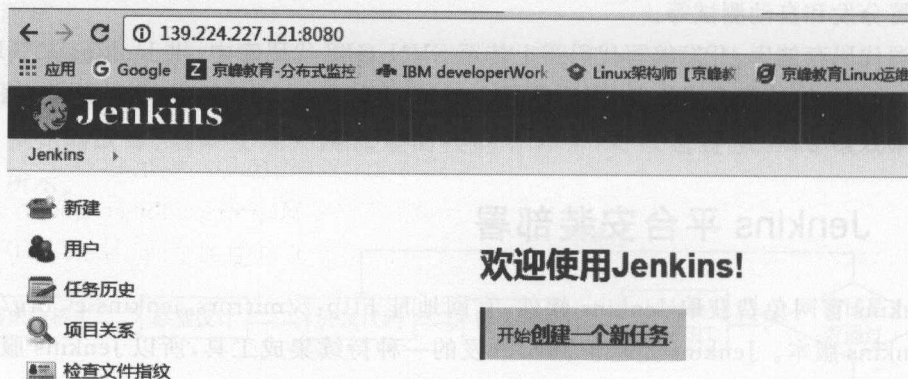 139.224.227.121:8080
应用 Google 京峰教育-分布式监控 IBM developerWork Linux架构师【京峰教 京峰教育Linux运维
Jenkins
Jenkins
新建
用户
任务历史
项目关系
检查文件指纹
欢迎使用Jenkins!
开始创建一个新任务.
Jenkins 平台安装部署